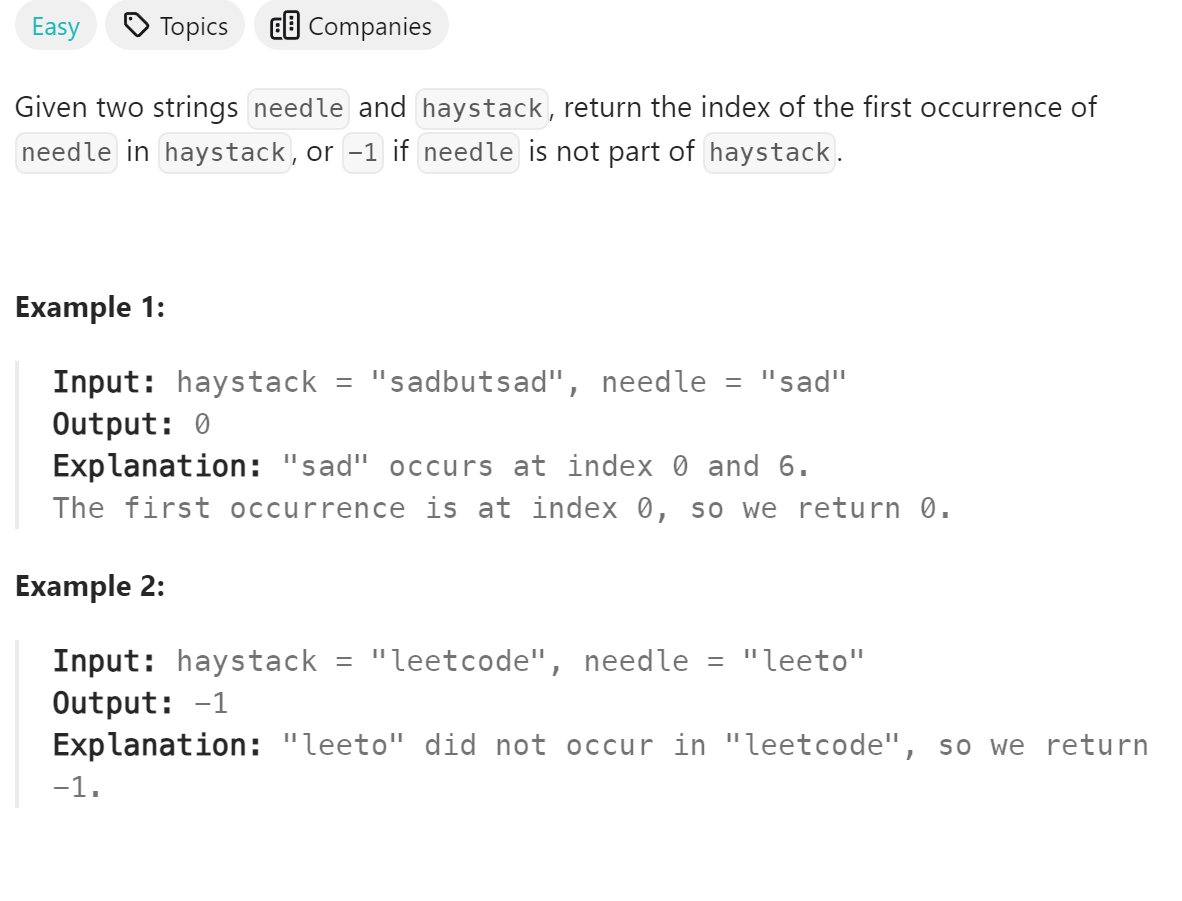 Easy Topics Companies
Given two strings needle and haystack, return the index of the first occurrence of
needle in haystack, or -1 if needle is not part of haystack.
Example 1:
Input: haystack = "sadbutsad", needle = "sad"
Output: 0
Explanation: "sad" occurs at index 0 and 6.
The first occurrence is at index 0, so we return 0.
Example 2:
Input: haystack = "leetcode", needle = "leeto"
Output: -1
Explanation: "leeto" did not occur in "leetcode", so we return
-1.